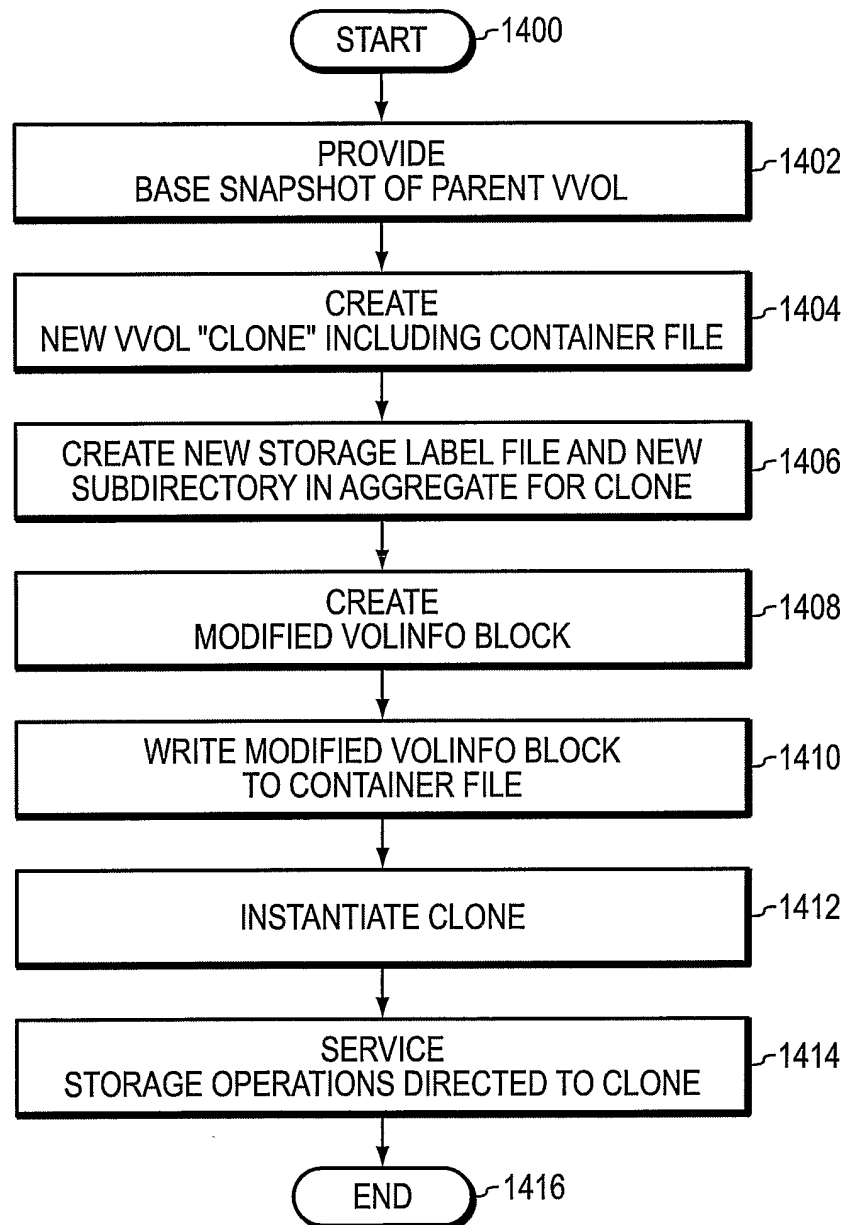 START
1400
PROVIDE
BASE SNAPSHOT OF PARENT VVOL
1402
CREATE
NEW VVOL "CLONE" INCLUDING CONTAINER FILE
1404
CREATE NEW STORAGE LABEL FILE AND NEW
SUBDIRECTORY IN AGGREGATE FOR CLONE
1406
CREATE
MODIFIED VOLINFO BLOCK
1408
WRITE MODIFIED VOLINFO BLOCK
TO CONTAINER FILE
1410
INSTANTIATE CLONE
1412
SERVICE
STORAGE OPERATIONS DIRECTED TO CLONE
1414
END
1416